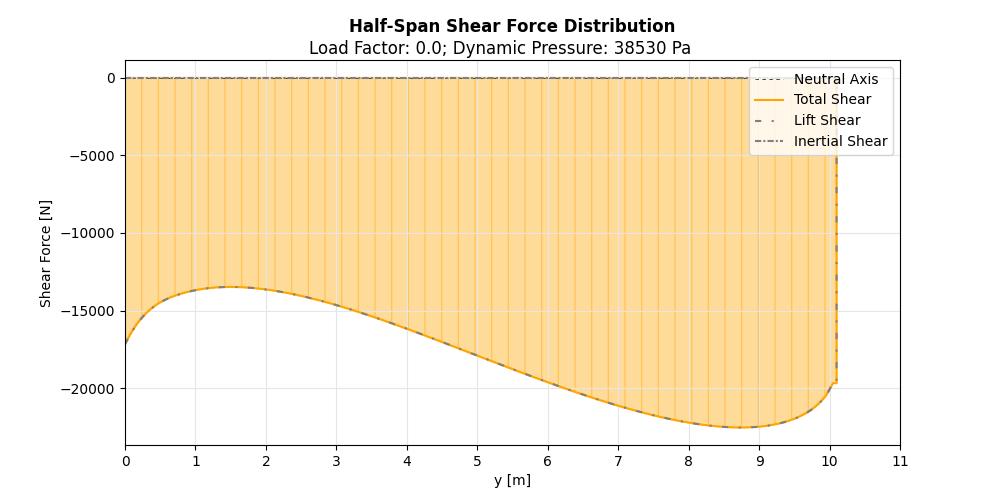 Half-Span Shear Force Distribution
Load Factor: 0.0; Dynamic Pressure: 38530 Pa
Neutral Axis
Total Shear
Lift Shear
Inertial Shear
Shear Force [N]
0
−5000
−10000
−15000
−20000
0 1 2 3 4 5 6 7 8 9 10 11
y [m]